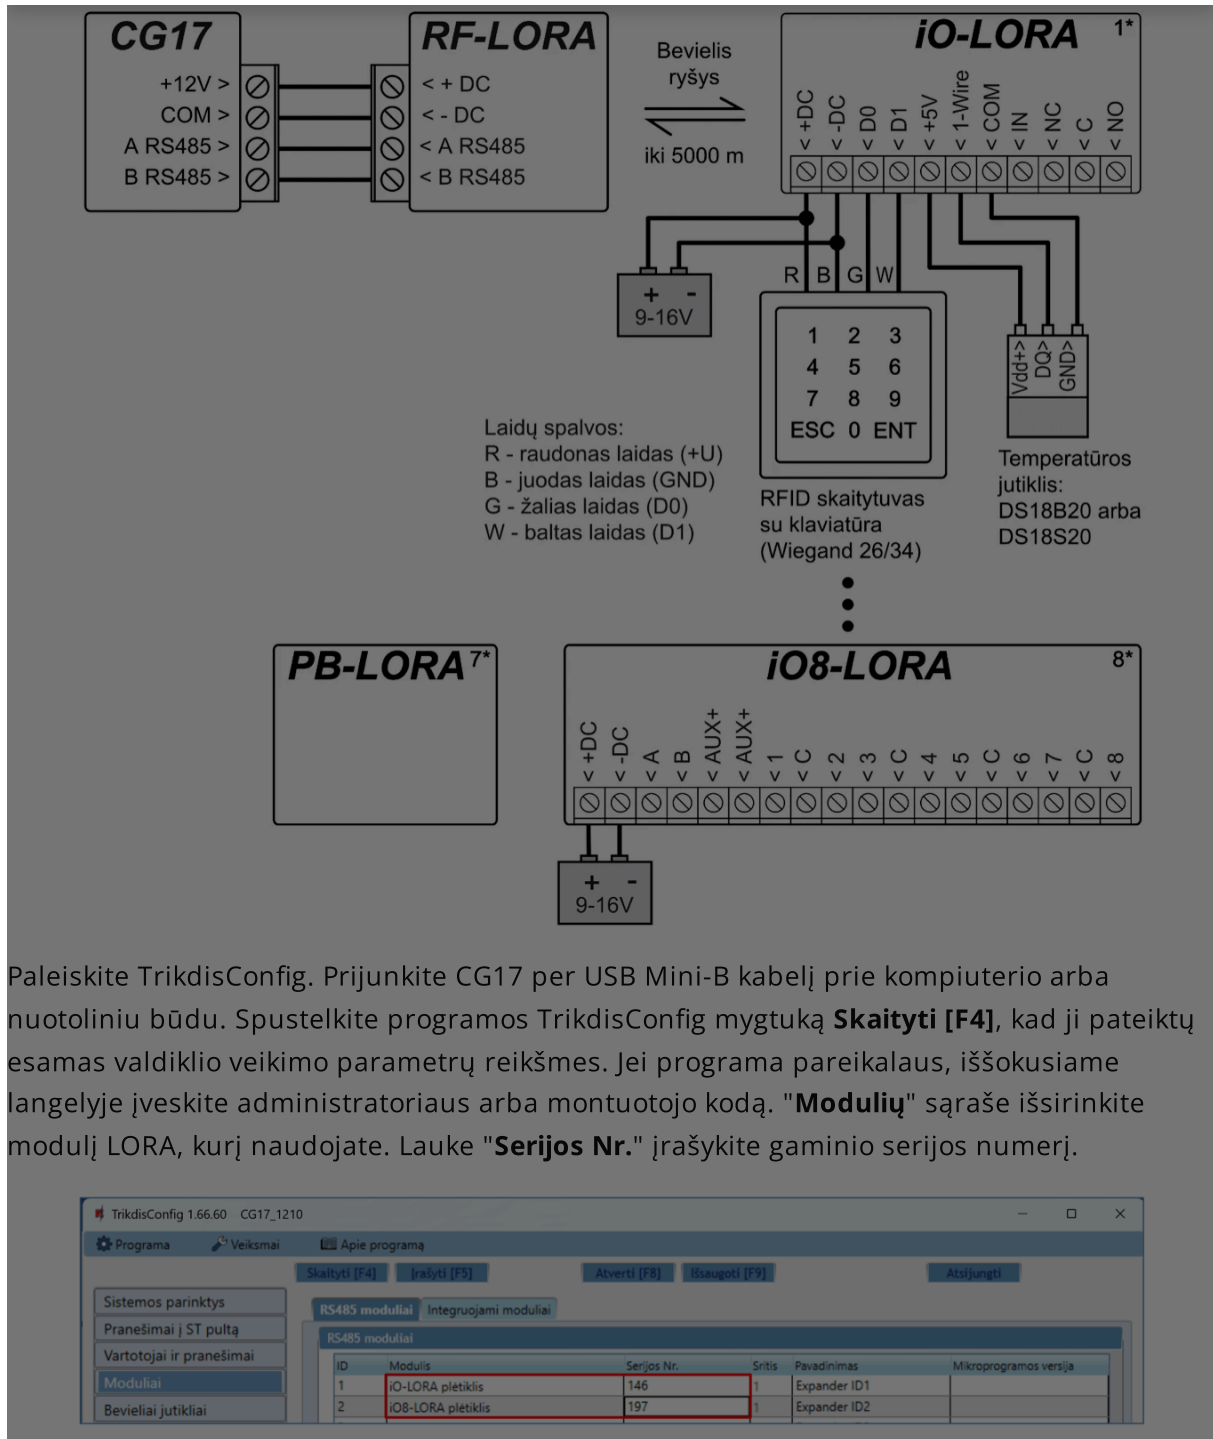 CG17
+12V >
COM >
A RS485 >
B RS485 >
RF-LORA
< + DC
< - DC
< A RS485
< B RS485
Bevielis
ryšys
iki 5000 m
iO-LORA 1*
< +DC
< -DC
< D0
< D1
< +5V
< 1-Wire
< COM
< IN
< NC
< C
< NO
+ -
9-16V
R B G W
1 2 3
4 5 6
7 8 9
ESC 0 ENT
Vdd+>
DQ>
GND>
Laidų spalvos:
R - raudonas laidas (+U)
B - juodas laidas (GND)
G - žalias laidas (D0)
W - baltas laidas (D1)
RFID skaitytuvas
su klaviatūra
(Wiegand 26/34)
Temperatūros
jutiklis:
DS18B20 arba
DS18S20
PB-LORA 7*
iO8-LORA 8*
< +DC
< -DC
< A
< B
< AUX+
< AUX+
< 1
< C
< 2
< 3
< C
< 4
< 5
< C
< 6
< 7
< C
< 8
+ -
9-16V
Paleiskite TrikdisConfig. Prijunkite CG17 per USB Mini-B kabelį prie kompiuterio arba
nuotoliniu būdu. Spustelkite programos TrikdisConfig mygtuką Skaityti [F4], kad ji pateiktų
esamas valdiklio veikimo parametrų reikšmes. Jei programa pareikalaus, iššokusiame
langelyje įveskite administratoriaus arba montuotojo kodą. "Modulių" sąraše išsirinkite
modulį LORA, kurį naudojate. Lauke "Serijos Nr." įrašykite gaminio serijos numerį.
TrikdisConfig 1.66.60 CG17_1210
Programa Veiksmai Apie programą
Skaityti [F4] Įrašyti [F5] Atverti [F8] Išsaugoti [F9] Atsijungti
Sistemos parinktys
Pranešimai į ST pultą
Vartotojai ir pranešimai
Moduliai
Bevieliai jutikliai
RS485 moduliai Integruojami moduliai
RS485 moduliai
ID Modulis Serijos Nr. Sritis Pavadinimas Mikroprogramos versija
1 iO-LORA plėtiklis 146 1 Expander ID1
2 iO8-LORA plėtiklis 197 1 Expander ID2